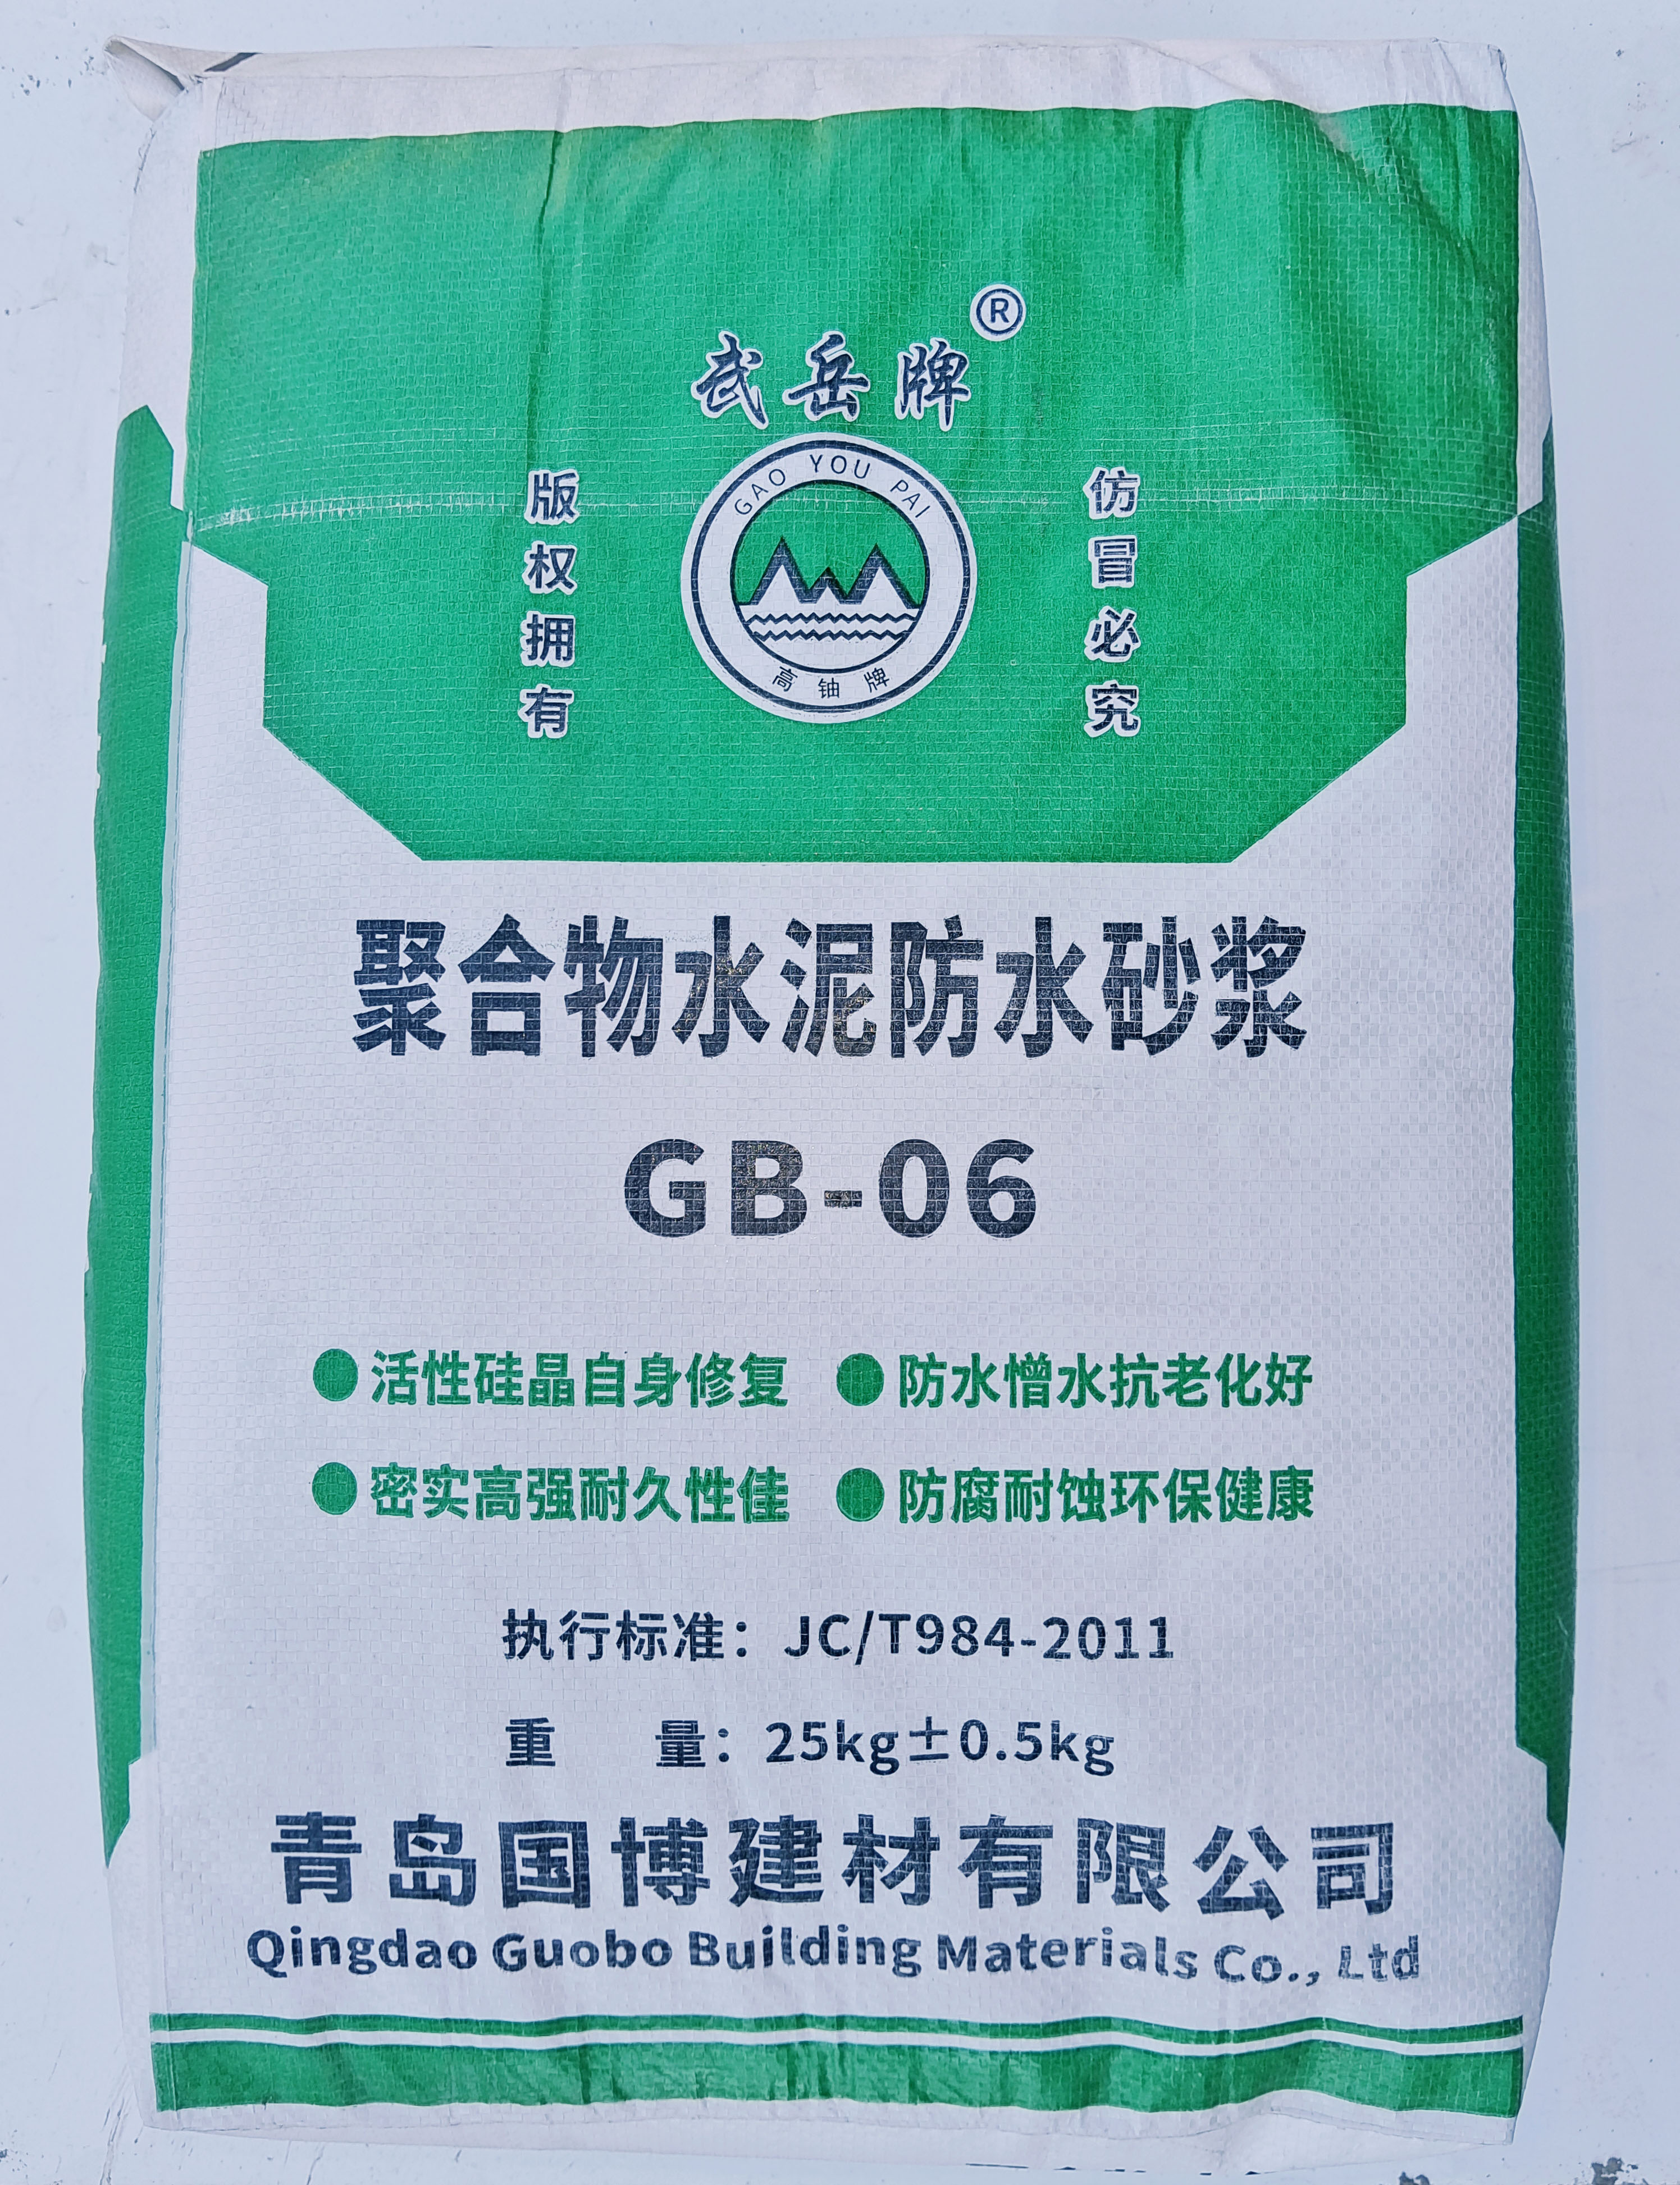 武岳牌®
GAO YOU PAI
高铀牌
版权拥有
仿冒必究
聚合物水泥防水砂浆
GB-06
●活性硅晶自身修复 ●防水憎水抗老化好
●密实高强耐久性佳 ●防腐耐蚀环保健康
执行标准：JC/T984-2011
重 量：25kg±0.5kg
青岛国博建材有限公司
Qingdao Guobo Building Materials Co., Ltd